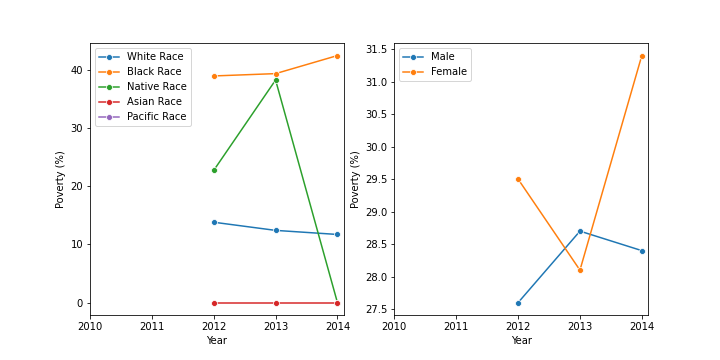 White Race
Black Race
Native Race
Asian Race
Pacific Race
40
30
20
10
0
Poverty (%)
2010 2011 2012 2013 2014
Year
Male
Female
31.5
31.0
30.5
30.0
29.5
29.0
28.5
28.0
27.5
Poverty (%)
2010 2011 2012 2013 2014
Year